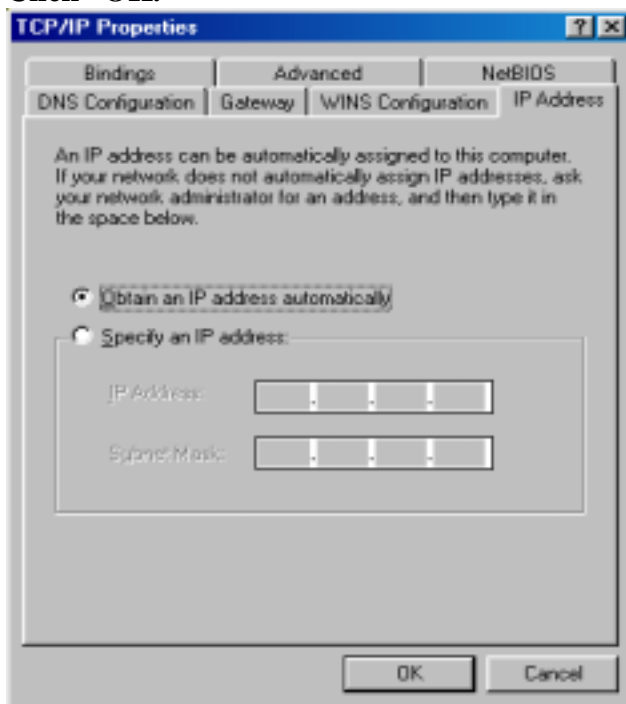 TCP/IP Properties
Bindings Advanced NetBIOS
DNS Configuration Gateway WINS Configuration IP Address
An IP address can be automatically assigned to this computer.
If your network does not automatically assign IP addresses, ask
your network administrator for an address, and then type it in
the space below.
Obtain an IP address automatically
Specify an IP address:
IP Address:
Subnet Mask:
OK Cancel